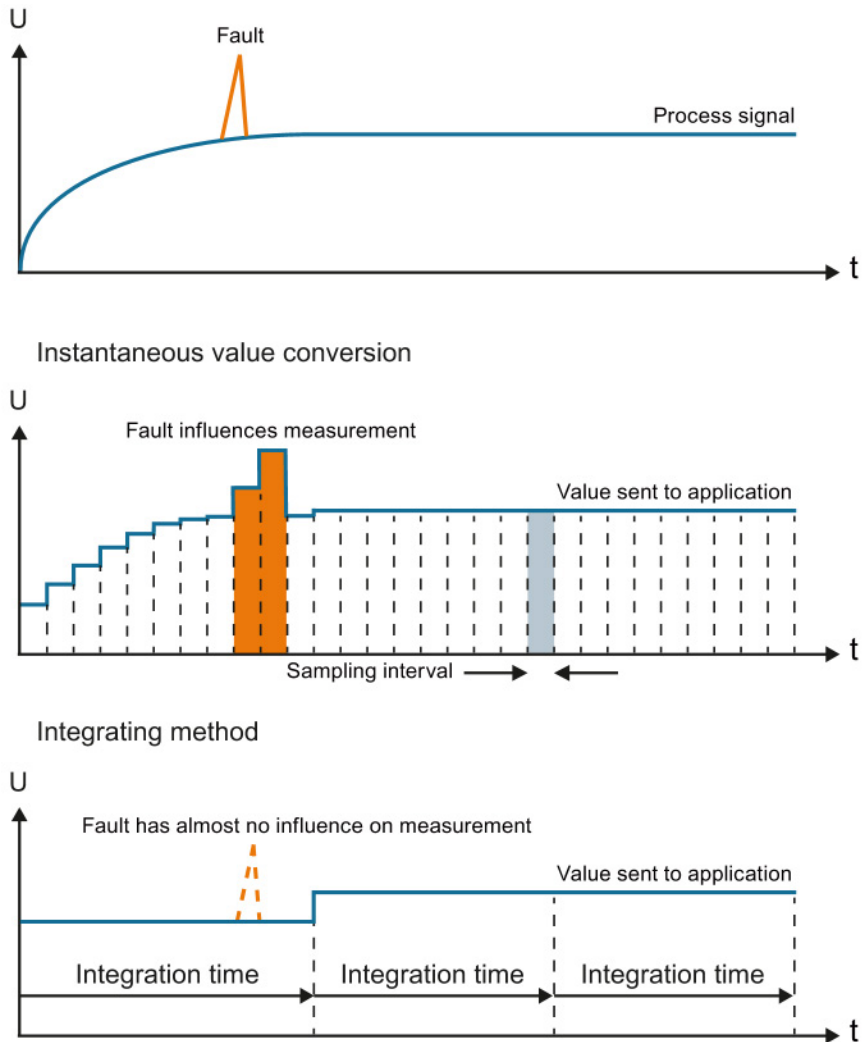 U
Fault
Process signal
t
Instantaneous value conversion
U
Fault influences measurement
Value sent to application
t
Sampling interval
Integrating method
U
Fault has almost no influence on measurement
Value sent to application
Integration time
Integration time
Integration time
t